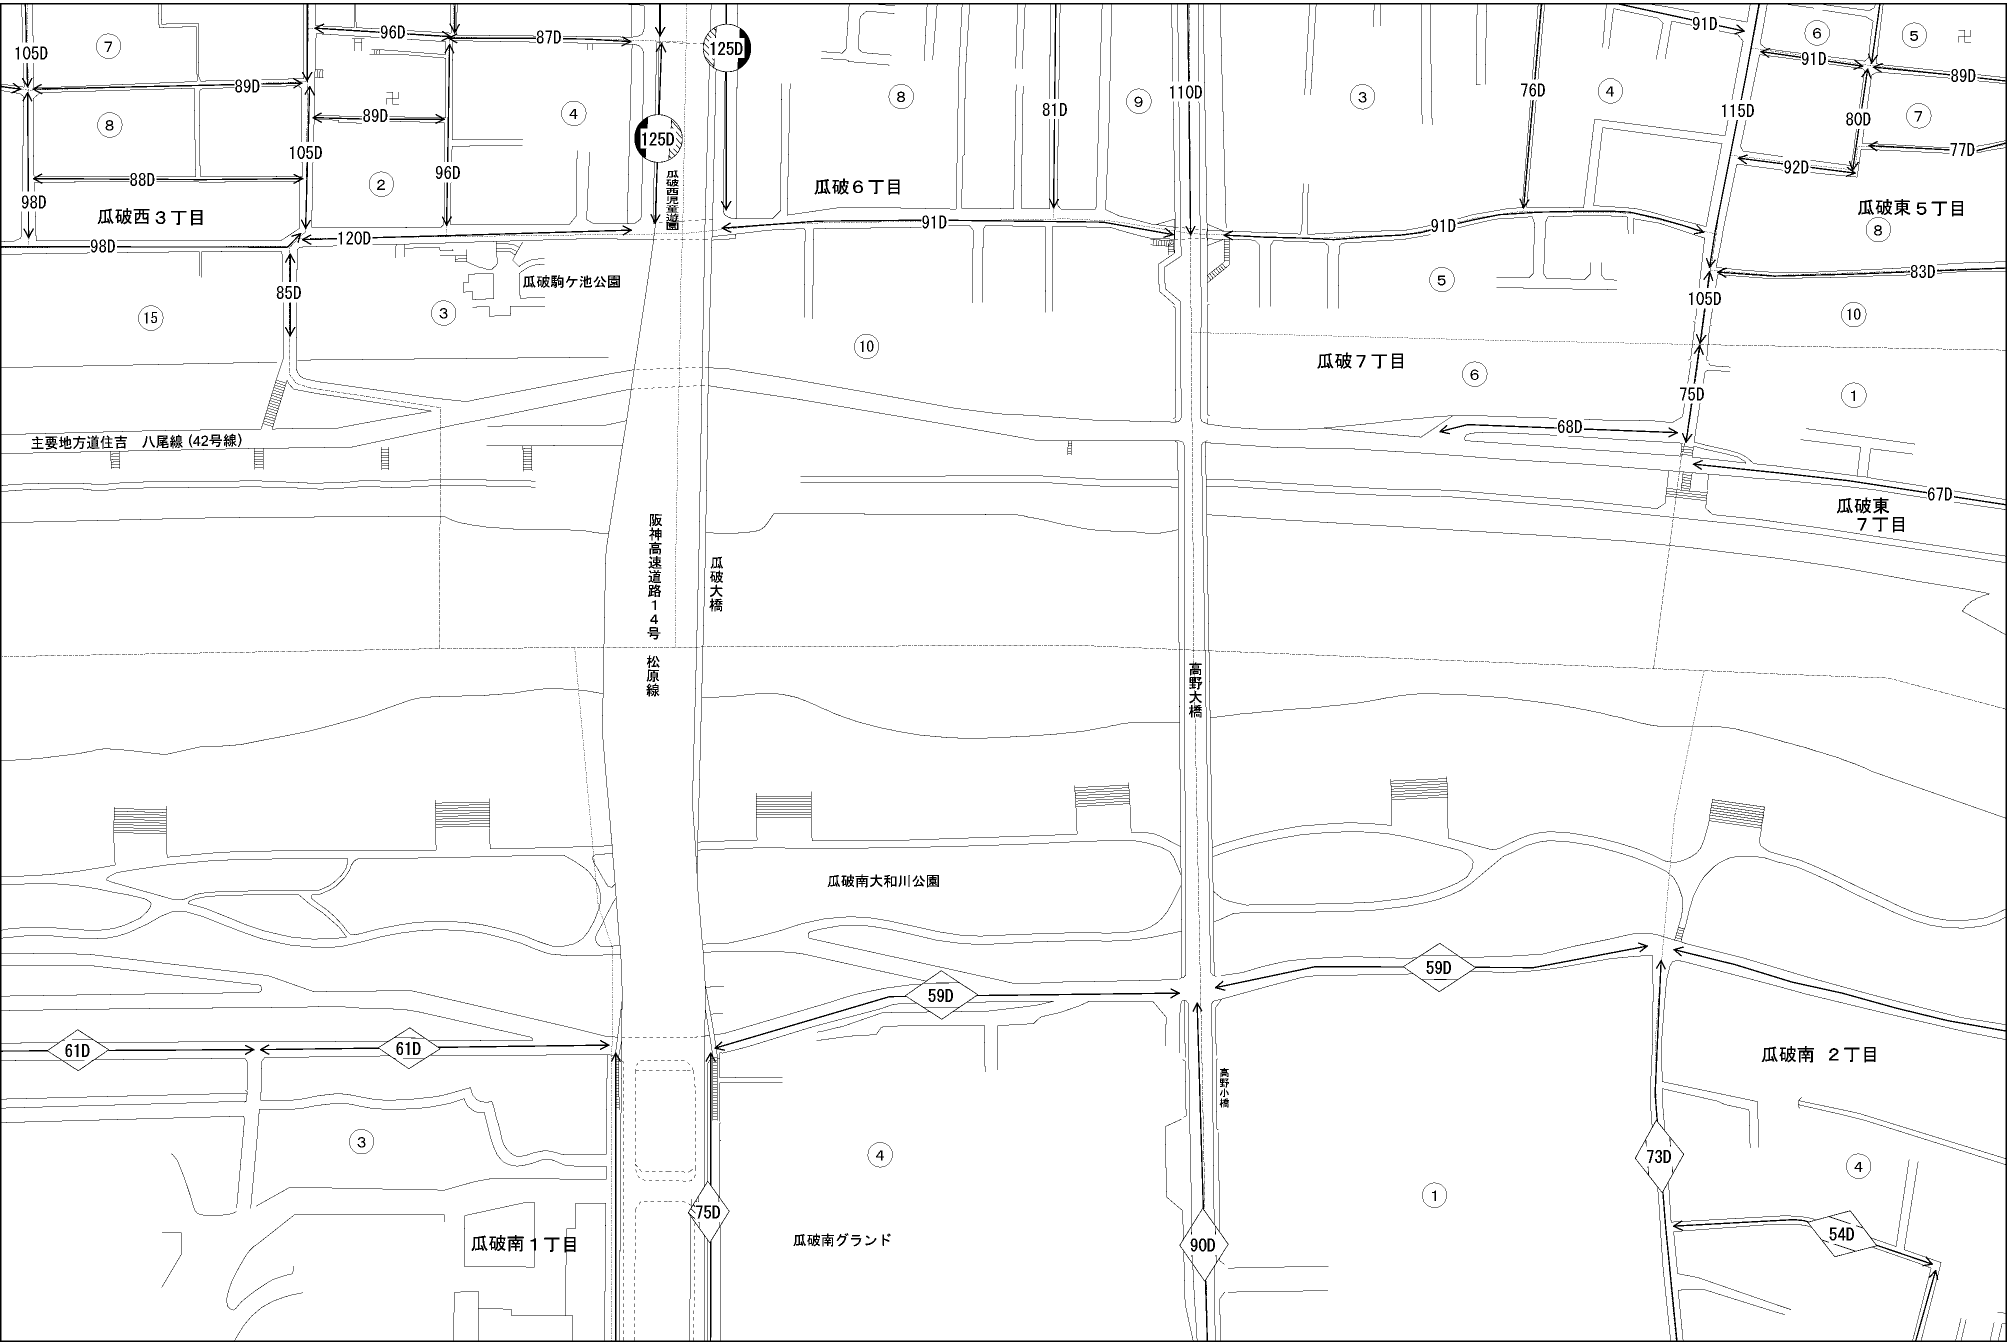 91D
96D
87D
125D
⑥
⑤
卍
⑦
105D
91D
89D
89D
76D
④
110D
③
⑧
⑨
卍
81D
115D
④
89D
80D
⑦
⑧
125D
105D
77D
92D
96D
88D
②
瓜破西児童遊園
瓜破６丁目
98D
瓜破西３丁目
瓜破東５丁目
91D
91D
⑧
120D
98D
83D
瓜破駒ケ池公園
⑤
85D
105D
⑮
③
⑩
⑩
瓜破７丁目
⑥
75D
①
68D
主要地方道住吉　八尾線（42号線）
67D
瓜破東
７丁目
阪神高速道路１４号　松原線
瓜破大橋
高野大橋
瓜破南大和川公園
59D
59D
61D
61D
瓜破南 ２丁目
高野小橋
③
④
73D
④
①
75D
54D
瓜破南１丁目
瓜破南グランド
90D